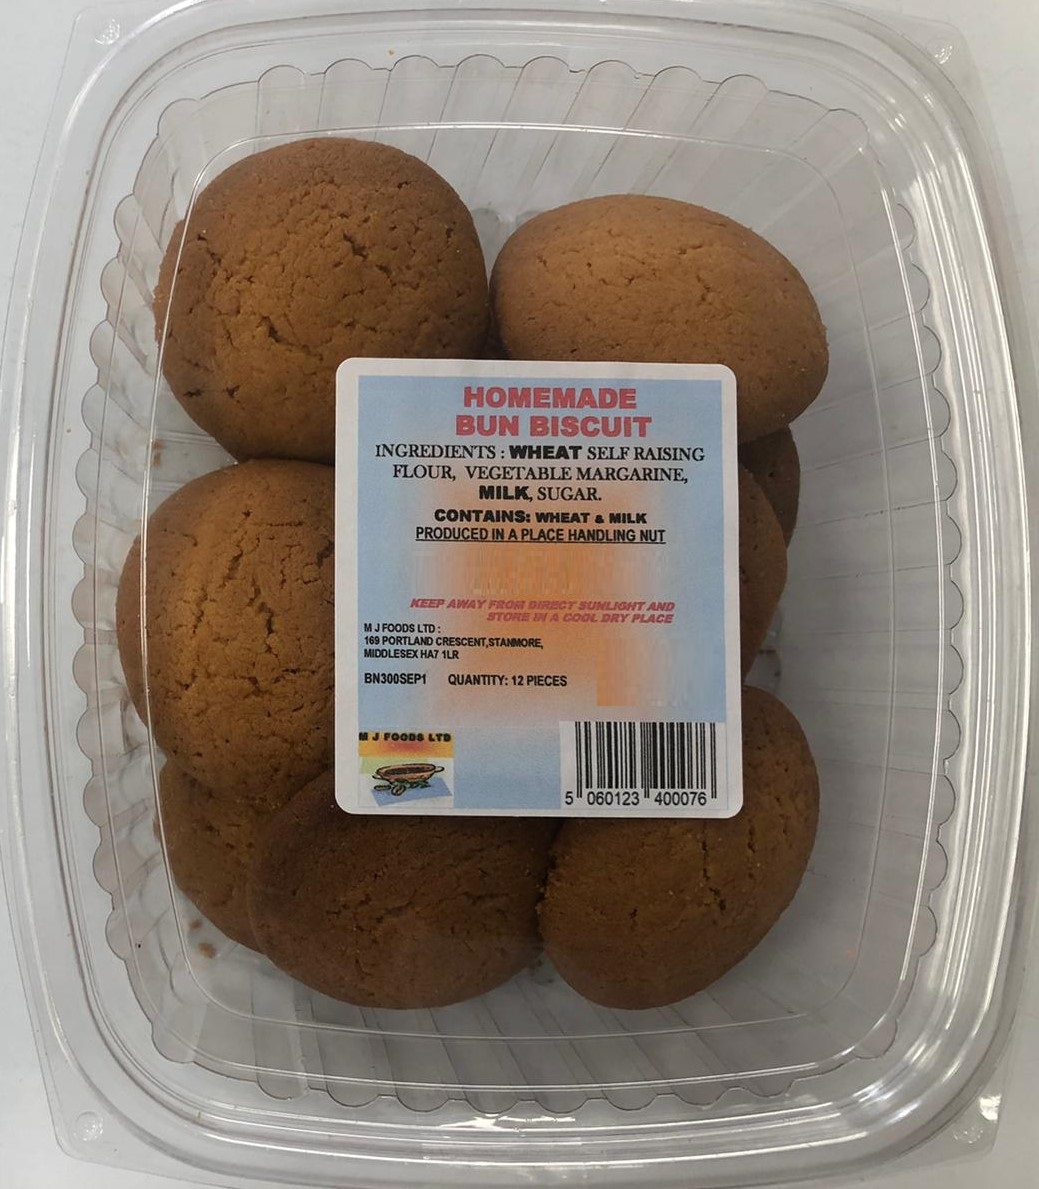 HOMEMADE
BUN BISCUIT
INGREDIENTS : WHEAT SELF RAISING
FLOUR, VEGETABLE MARGARINE,
MILK, SUGAR.
CONTAINS: WHEAT & MILK
PRODUCED IN A PLACE HANDLING NUT
KEEP AWAY FROM DIRECT SUNLIGHT AND
STORE IN A COOL DRY PLACE
M J FOODS LTD :
169 PORTLAND CRESCENT,STANMORE,
MIDDLESEX HA7 1LR
BN300SEP1 QUANTITY: 12 PIECES
M J FOODS LTD
5 060123 400076